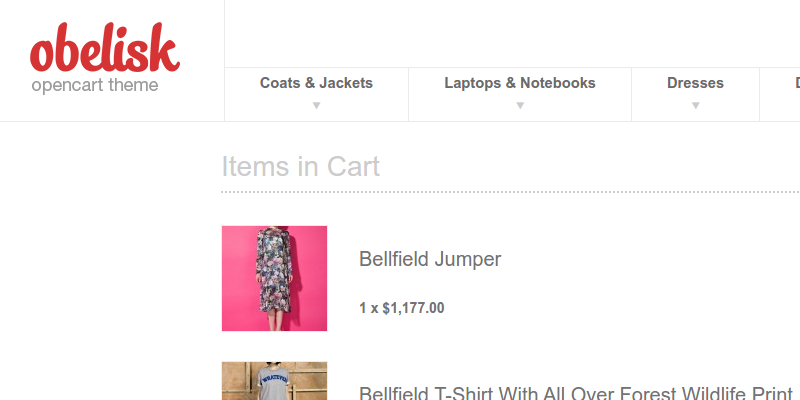 obelisk
opencart theme
Coats & Jackets
Laptops & Notebooks
Dresses
Items in Cart
Bellfield Jumper
1 x $1,177.00
WHATEVER
Bellfield T-Shirt With All Over Forest Wildlife Print